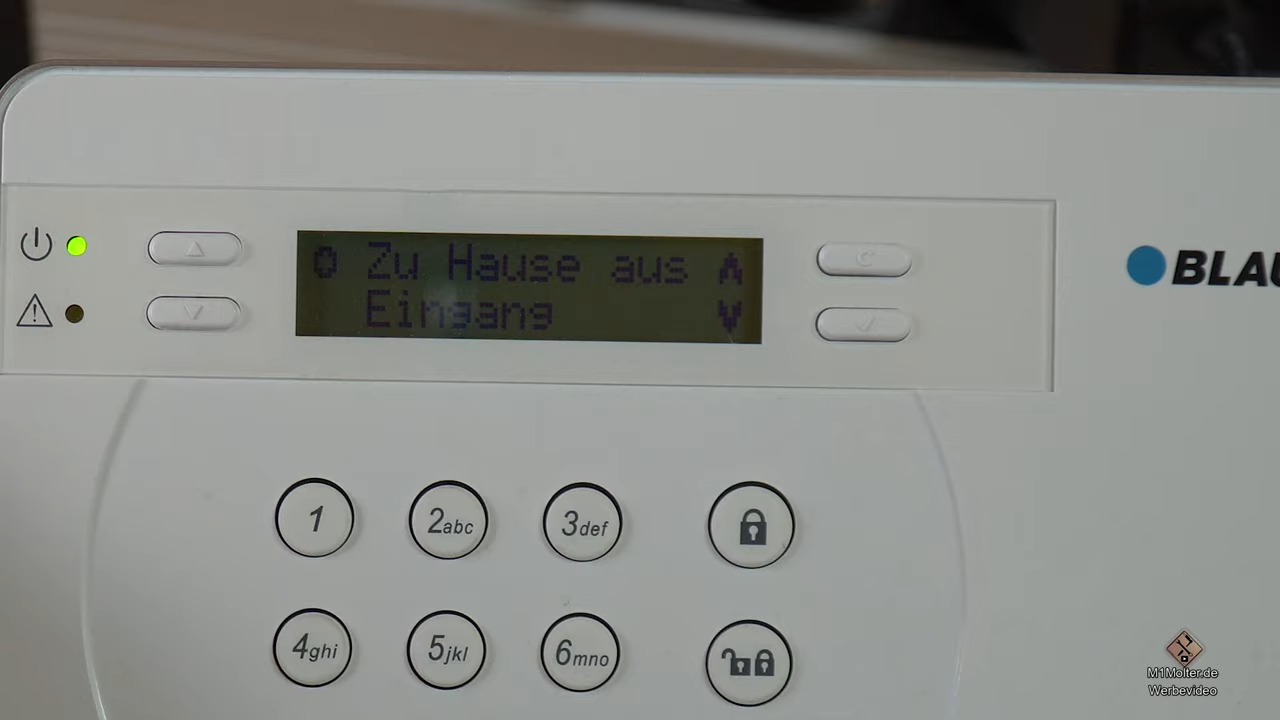 0 Zu Hause aus
Eingang
C
BLAU
1
2abc
3def
4ghi
5jkl
6mno
M1Molter.de
Werbevideo